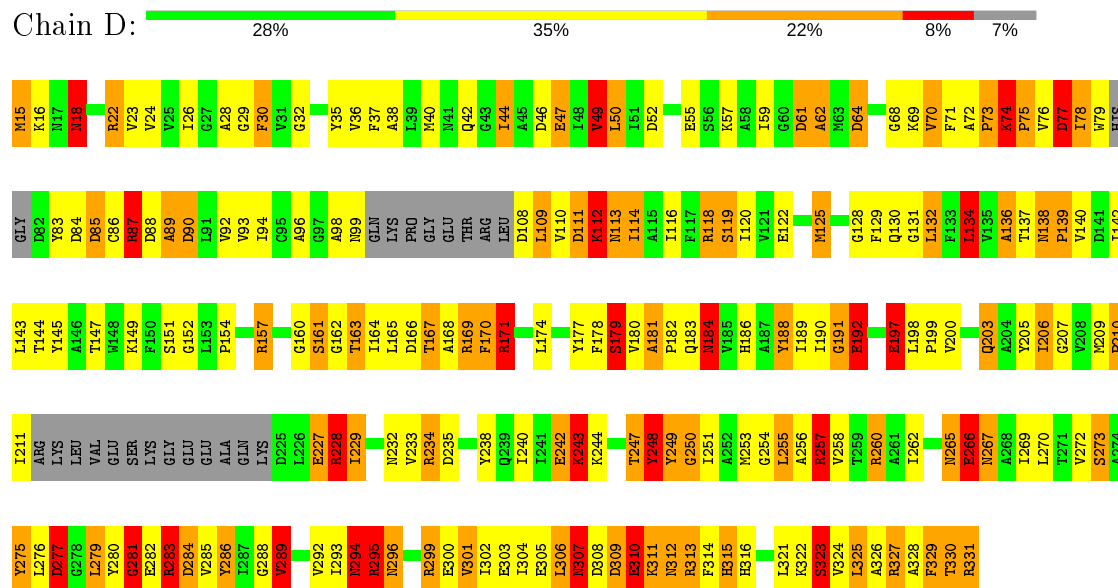 Chain D:
28% 35% 22% 8% 7%
M15 K16 N17 N18 R22 V23 V24 V25 I26 G27 A28 G29 F30 V31 G32 Y35 V36 F37 A38 L39 M40 N41 Q42 G43 I44 A45 D46 E47 I48 V49 L50 I51 D52 E55 S56 K57 A58 I59 G60 D61 A62 M63 D64 G68 K69 V70 F71 A72 P73 K74 P75 V76 D77 I78 W79 HIS
GLY D82 Y83 D84 D85 C86 R87 D88 A89 D90 L91 V92 V93 I94 C95 A96 G97 A98 N99 GLN LYS PRO GLY GLU THR ARG LEU D108 L109 V110 D111 K112 N113 I114 A115 I116 F117 R118 S119 I120 V121 E122 M125 G128 F129 Q130 G131 L132 F133 L134 V135 A136 T137 N138 P139 V140 D141 I142
L143 T144 Y145 A146 T147 W148 K149 F150 S151 G152 L153 P154 R157 G160 S161 G162 T163 I164 L165 D166 T167 A168 R169 F170 R171 L174 Y177 F178 S179 V180 A181 P182 Q183 N184 V185 H186 A187 Y188 I189 I190 G191 E192 E197 L198 P199 V200 Q203 A204 Y205 I206 G207 V208 M209 P210
I211 ARG LYS LEU VAL GLU SER LYS GLY GLU GLU ALA GLN LYS D225 L226 E227 R228 I229 N232 V233 R234 D235 Y238 Q239 I240 I241 E242 K243 K244 T247 Y248 Y249 G250 I251 A252 M253 G254 L255 A256 R257 V258 T259 R260 A261 I262 N265 E266 N267 A268 I269 L270 T271 V272 S273 A274
Y275 L276 D277 G278 L279 Y280 G281 E282 R283 D284 V285 Y286 I287 G288 V289 V292 I293 N294 R295 N296 R299 E300 V301 I302 E303 I304 E305 L306 N307 D308 D309 E310 K311 N312 R313 F314 H315 H316 L321 K322 S323 V324 L325 A326 R327 A328 F329 T330 R331